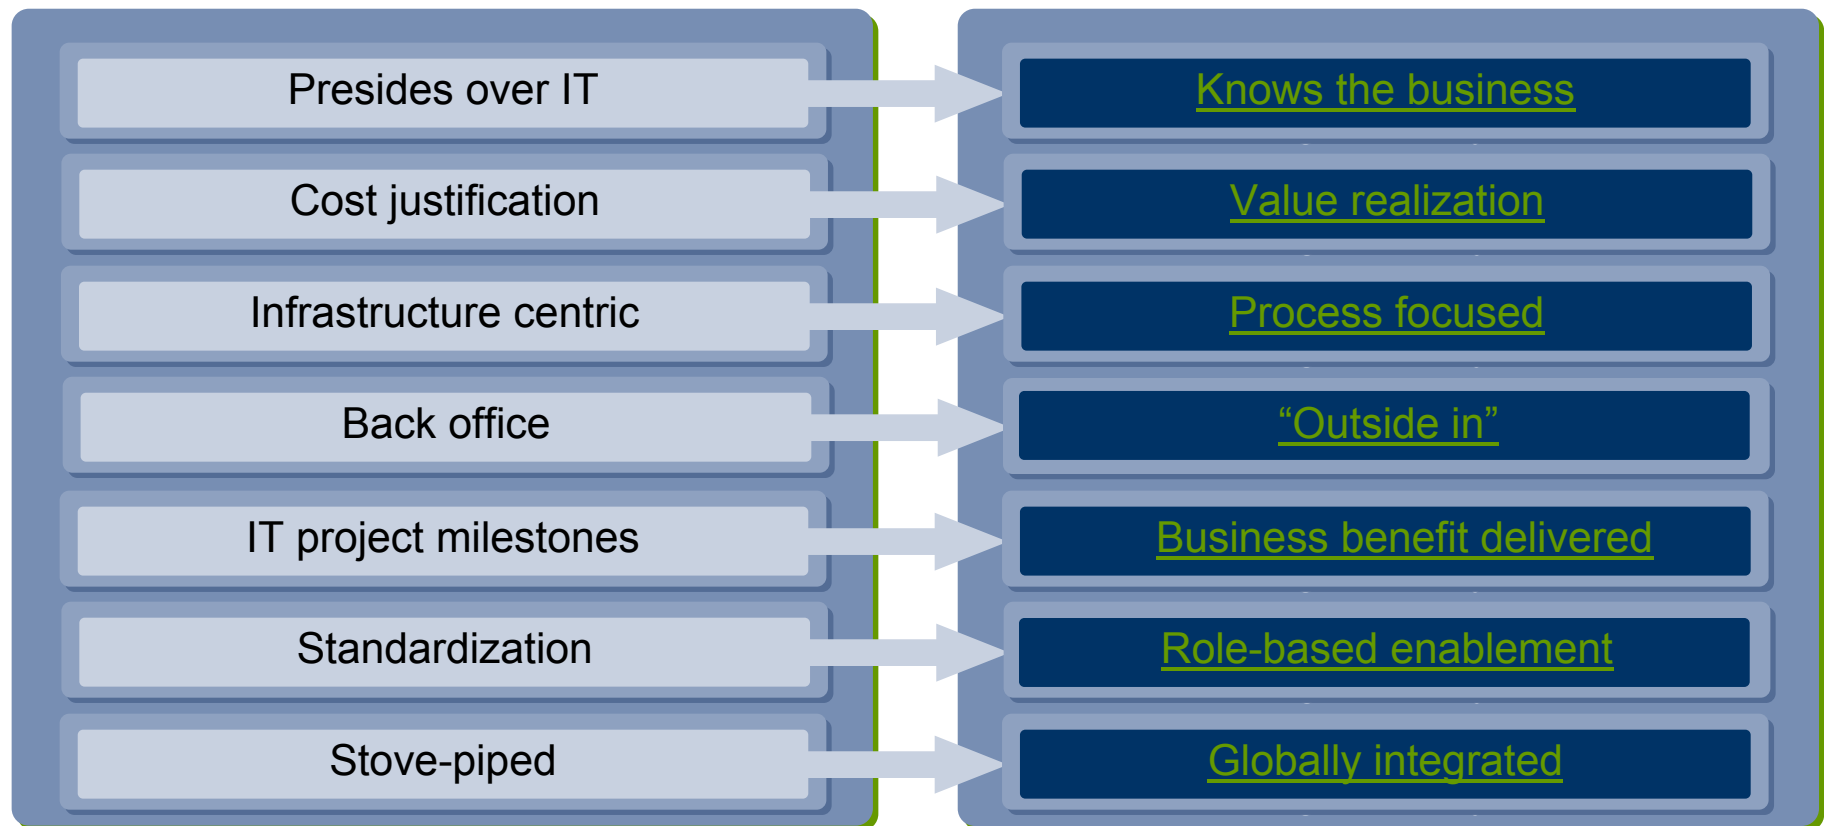 Presides over IT
Knows the business
Cost justification
Value realization
Infrastructure centric
Process focused
Back office
“Outside in”
IT project milestones
Business benefit delivered
Standardization
Role-based enablement
Stove-piped
Globally integrated